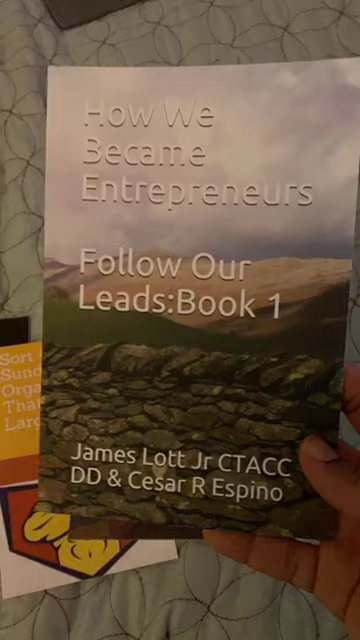 How We
Became
Entrepreneurs
Follow Our
Leads:Book 1
James Lott Jr CTACC
DD & Cesar R Espino
Sort
Sund
Orga
Tha
Larg